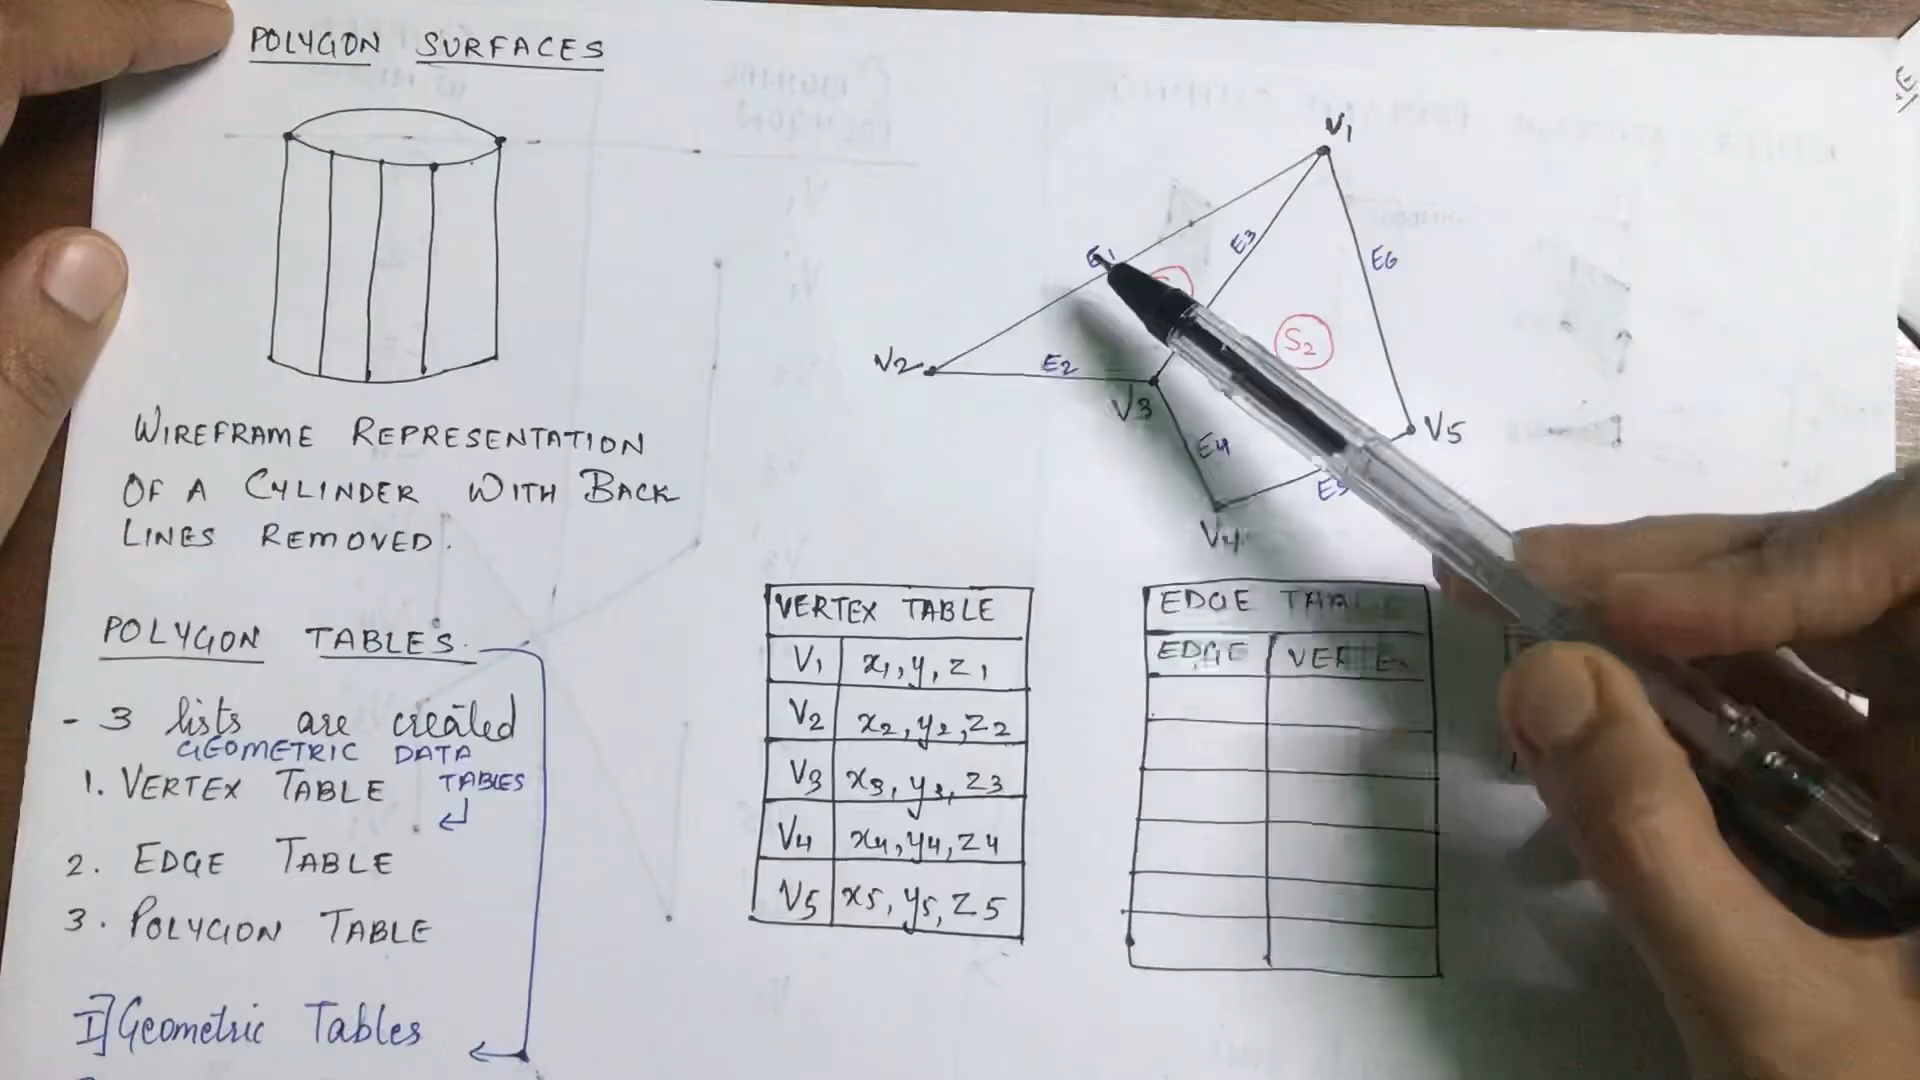 POLYGON SURFACES
WIREFRAME REPRESENTATION
OF A CYLINDER WITH BACK
LINES REMOVED.
POLYGON TABLES.
- 3 lists are created
GEOMETRIC DATA
TABLES
1. VERTEX TABLE
2. EDGE TABLE
3. POLYGON TABLE
I] Geometric Tables
V1
E1
E3
E6
S2
V2
E2
V3
V5
E4
E5
V4
VERTEX TABLE
V1 x1, y, z1
V2 x2, y2, z2
V3 x3, y3, z3
V4 x4, y4, z4
V5 x5, y5, z5
EDGE TABLE
EDGE VERTEX